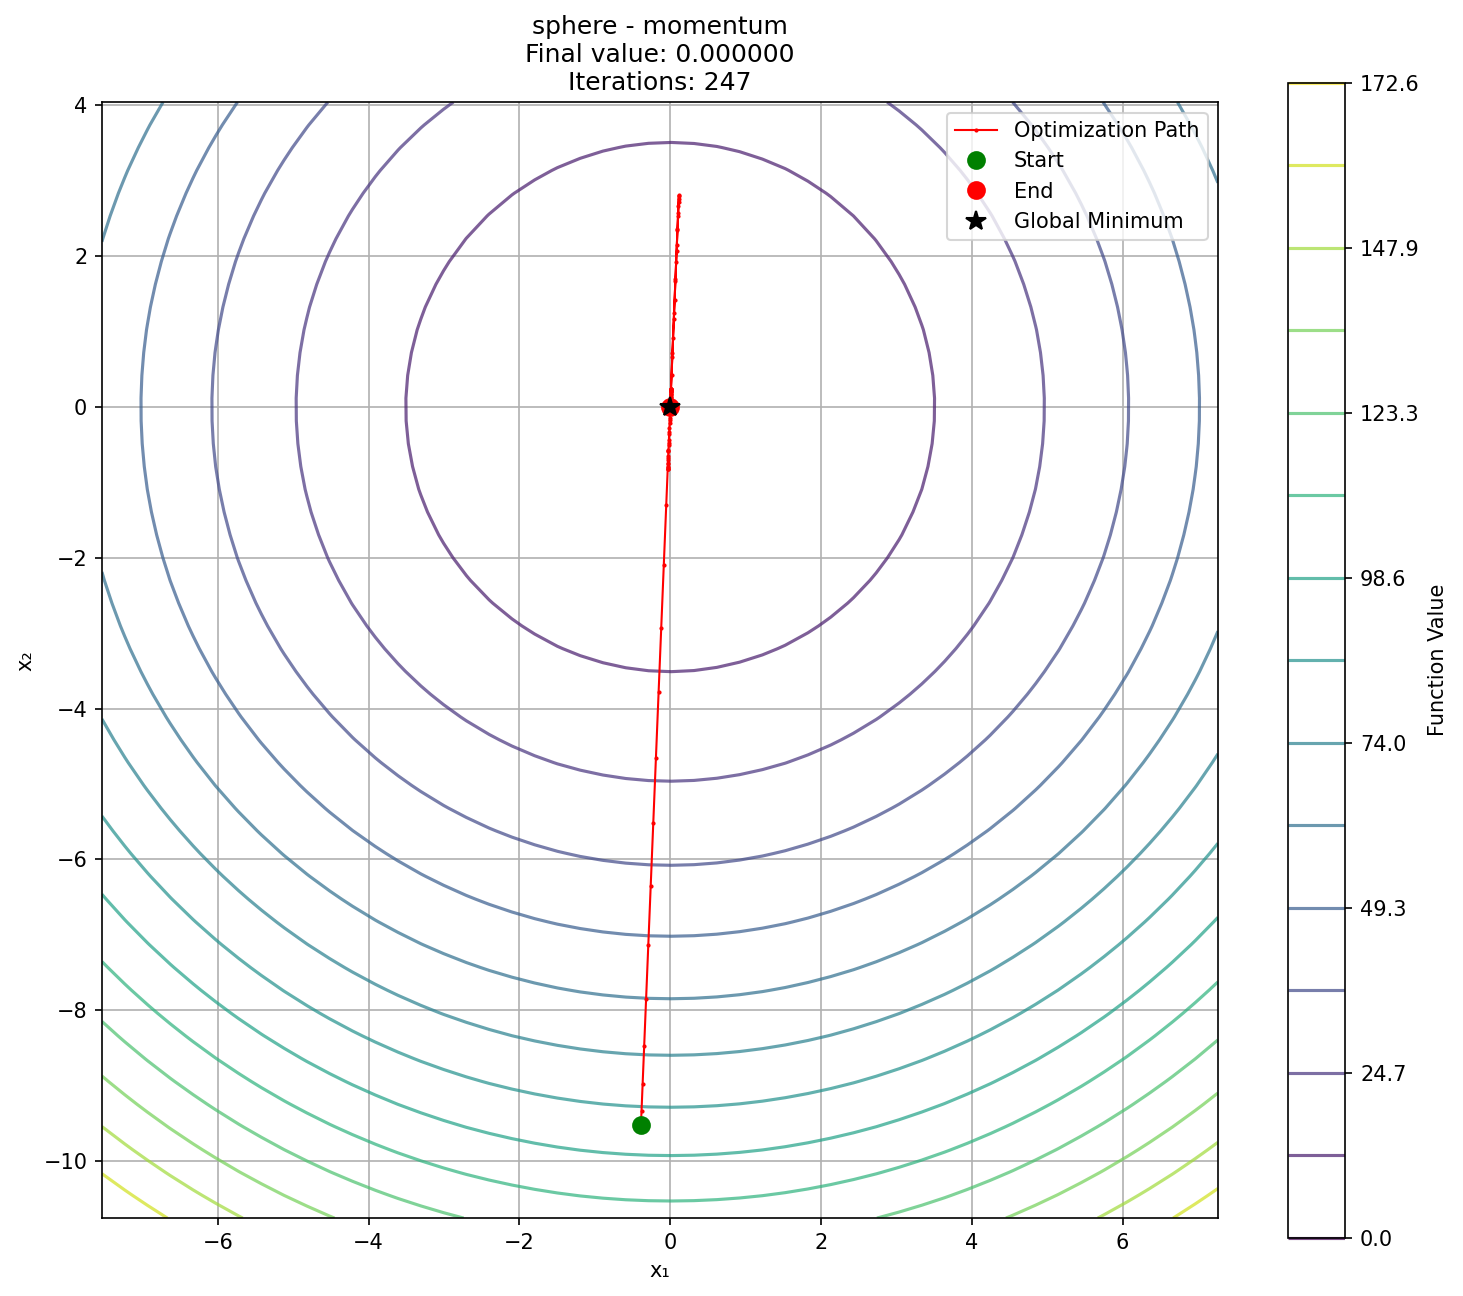 sphere - momentum
Final value: 0.000000
Iterations: 247
Optimization Path
Start
End
Global Minimum
4
2
0
−2
−4
−6
−8
−10
x₂
−6
−4
−2
0
2
4
6
x₁
172.6
147.9
123.3
98.6
74.0
49.3
24.7
0.0
Function Value